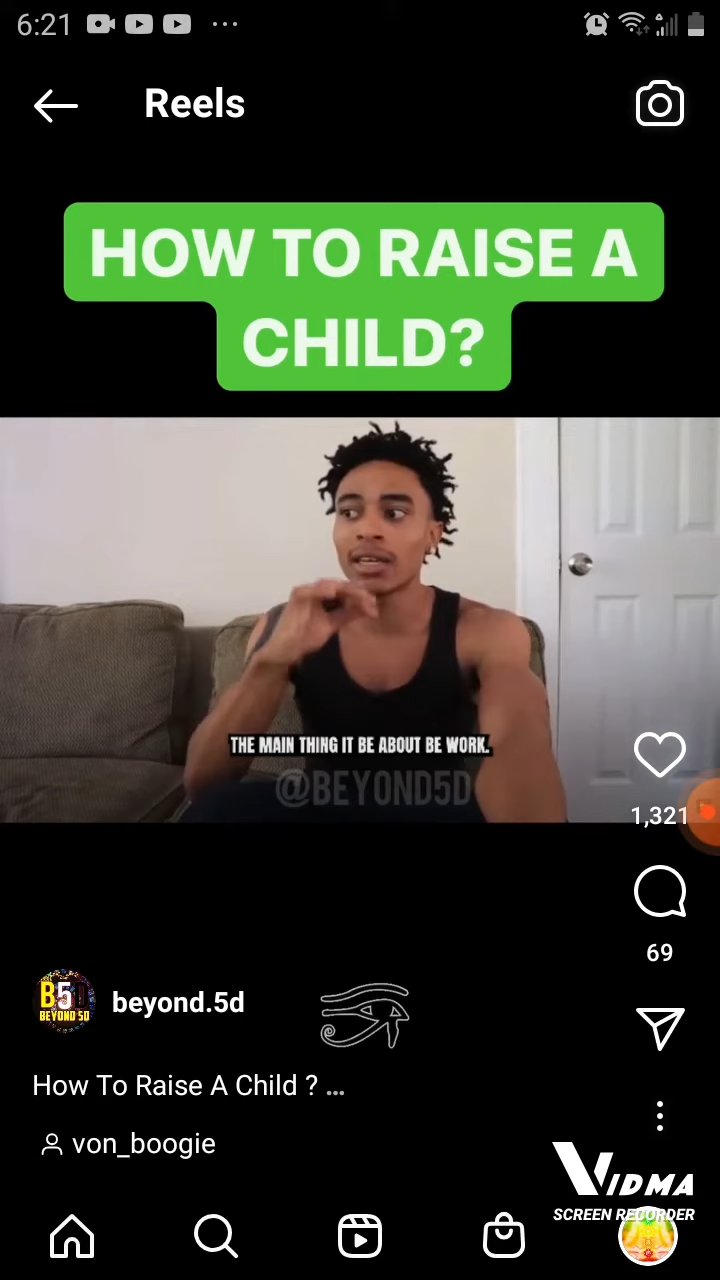 6:21
Reels
HOW TO RAISE A
CHILD?
THE MAIN THING IT BE ABOUT BE WORK.
@BEYOND5D
1,321
69
B5D
BEYOND 5D
beyond.5d
How To Raise A Child ? ...
von_boogie
VIDMA
SCREEN RECORDER